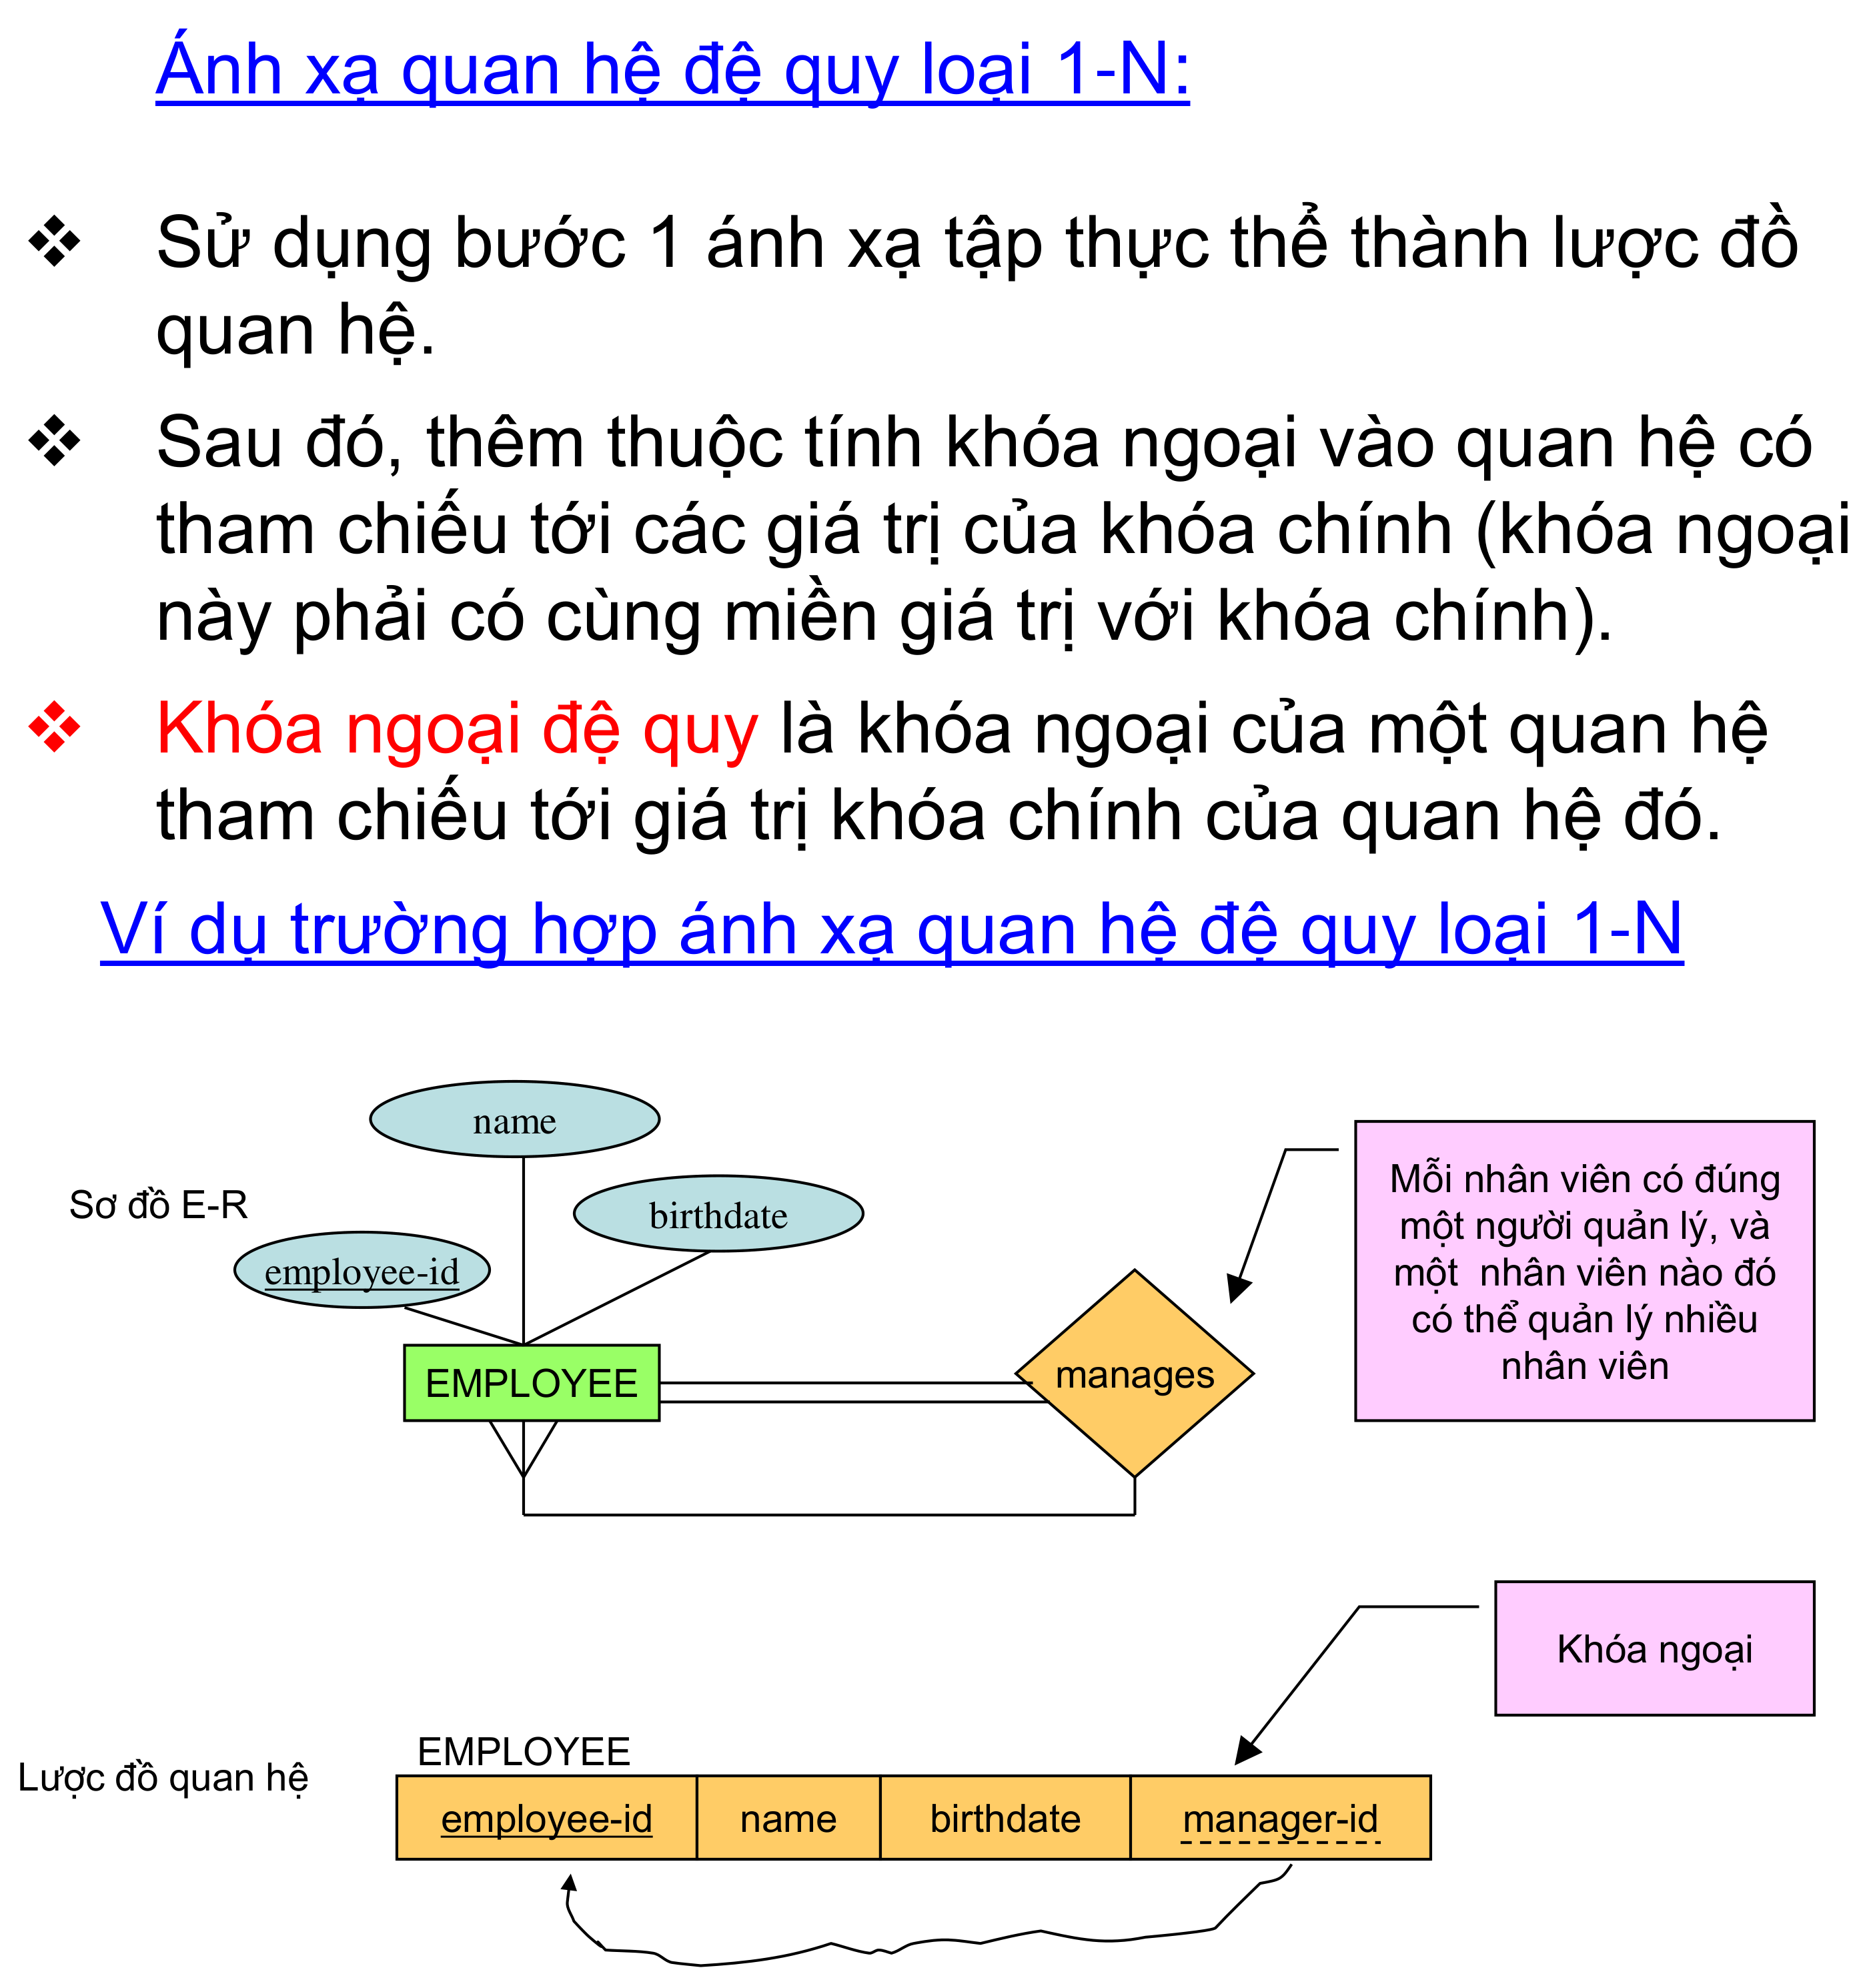 Ánh xạ quan hệ đệ quy loại 1-N:
❖ Sử dụng bước 1 ánh xạ tập thực thể thành lược đồ
quan hệ.
❖ Sau đó, thêm thuộc tính khóa ngoại vào quan hệ có
tham chiếu tới các giá trị của khóa chính (khóa ngoại
này phải có cùng miền giá trị với khóa chính).
❖ Khóa ngoại đệ quy là khóa ngoại của một quan hệ
tham chiếu tới giá trị khóa chính của quan hệ đó.
Ví dụ trường hợp ánh xạ quan hệ đệ quy loại 1-N
name
Sơ đồ E-R
birthdate
employee-id
Mỗi nhân viên có đúng
một người quản lý, và
một nhân viên nào đó
có thể quản lý nhiều
nhân viên
EMPLOYEE
manages
Khóa ngoại
EMPLOYEE
Lược đồ quan hệ
employee-id name birthdate manager-id